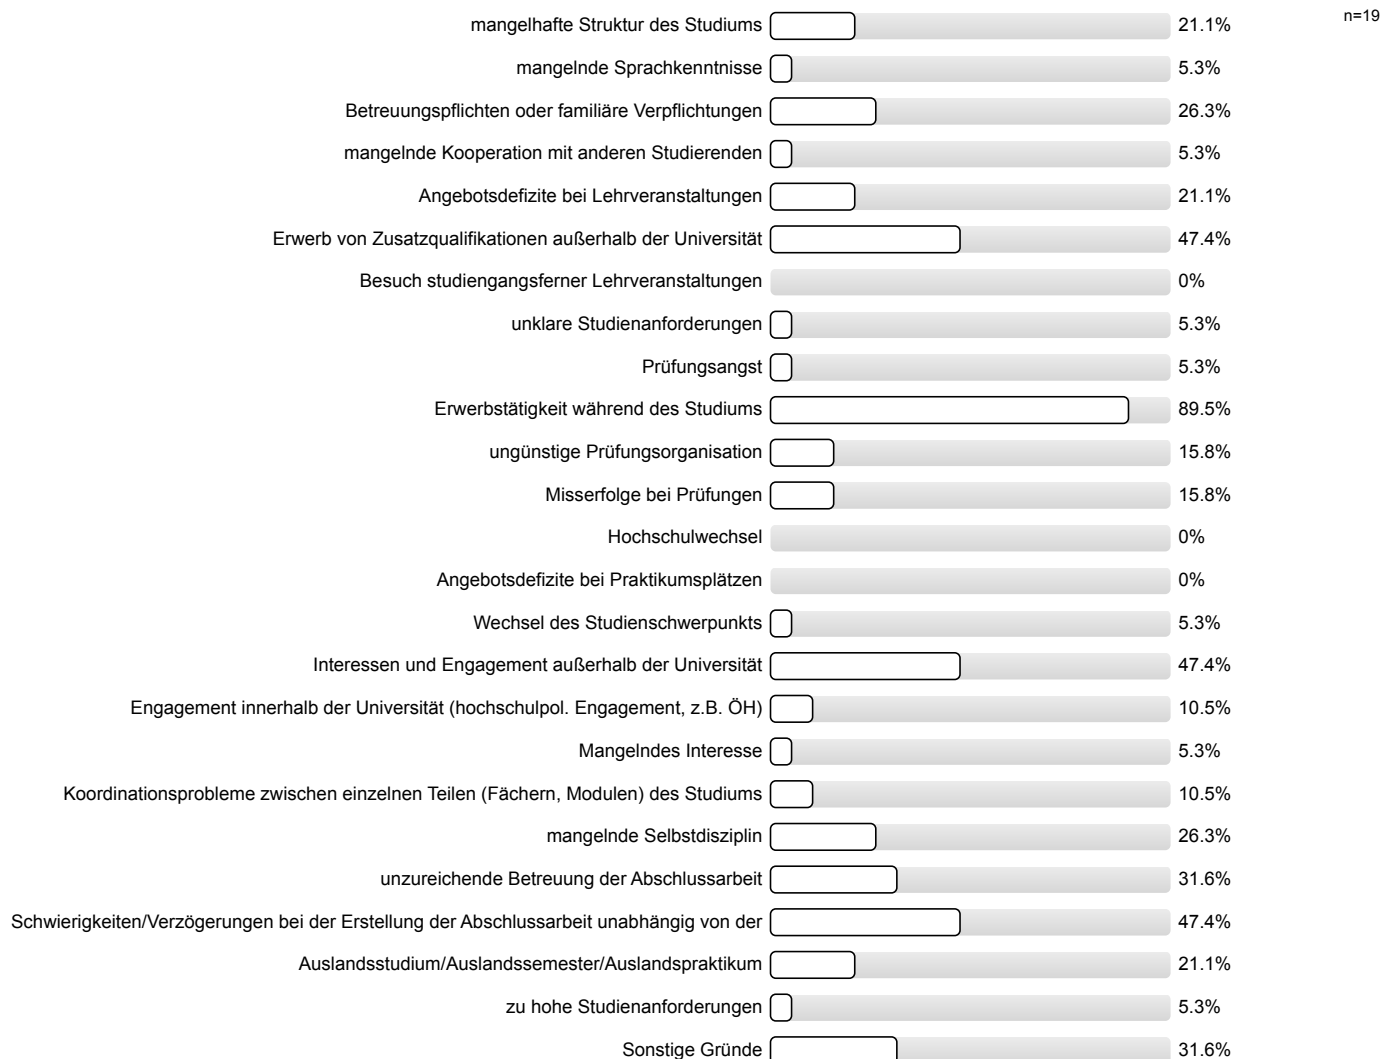 mangelhafte Struktur des Studiums 21.1% n=19
mangelnde Sprachkenntnisse 5.3%
Betreuungspflichten oder familiäre Verpflichtungen 26.3%
mangelnde Kooperation mit anderen Studierenden 5.3%
Angebotsdefizite bei Lehrveranstaltungen 21.1%
Erwerb von Zusatzqualifikationen außerhalb der Universität 47.4%
Besuch studiengangsferner Lehrveranstaltungen 0%
unklare Studienanforderungen 5.3%
Prüfungsangst 5.3%
Erwerbstätigkeit während des Studiums 89.5%
ungünstige Prüfungsorganisation 15.8%
Misserfolge bei Prüfungen 15.8%
Hochschulwechsel 0%
Angebotsdefizite bei Praktikumsplätzen 0%
Wechsel des Studienschwerpunkts 5.3%
Interessen und Engagement außerhalb der Universität 47.4%
Engagement innerhalb der Universität (hochschulpol. Engagement, z.B. ÖH) 10.5%
Mangelndes Interesse 5.3%
Koordinationsprobleme zwischen einzelnen Teilen (Fächern, Modulen) des Studiums 10.5%
mangelnde Selbstdisziplin 26.3%
unzureichende Betreuung der Abschlussarbeit 31.6%
Schwierigkeiten/Verzögerungen bei der Erstellung der Abschlussarbeit unabhängig von der 47.4%
Auslandsstudium/Auslandssemester/Auslandspraktikum 21.1%
zu hohe Studienanforderungen 5.3%
Sonstige Gründe 31.6%